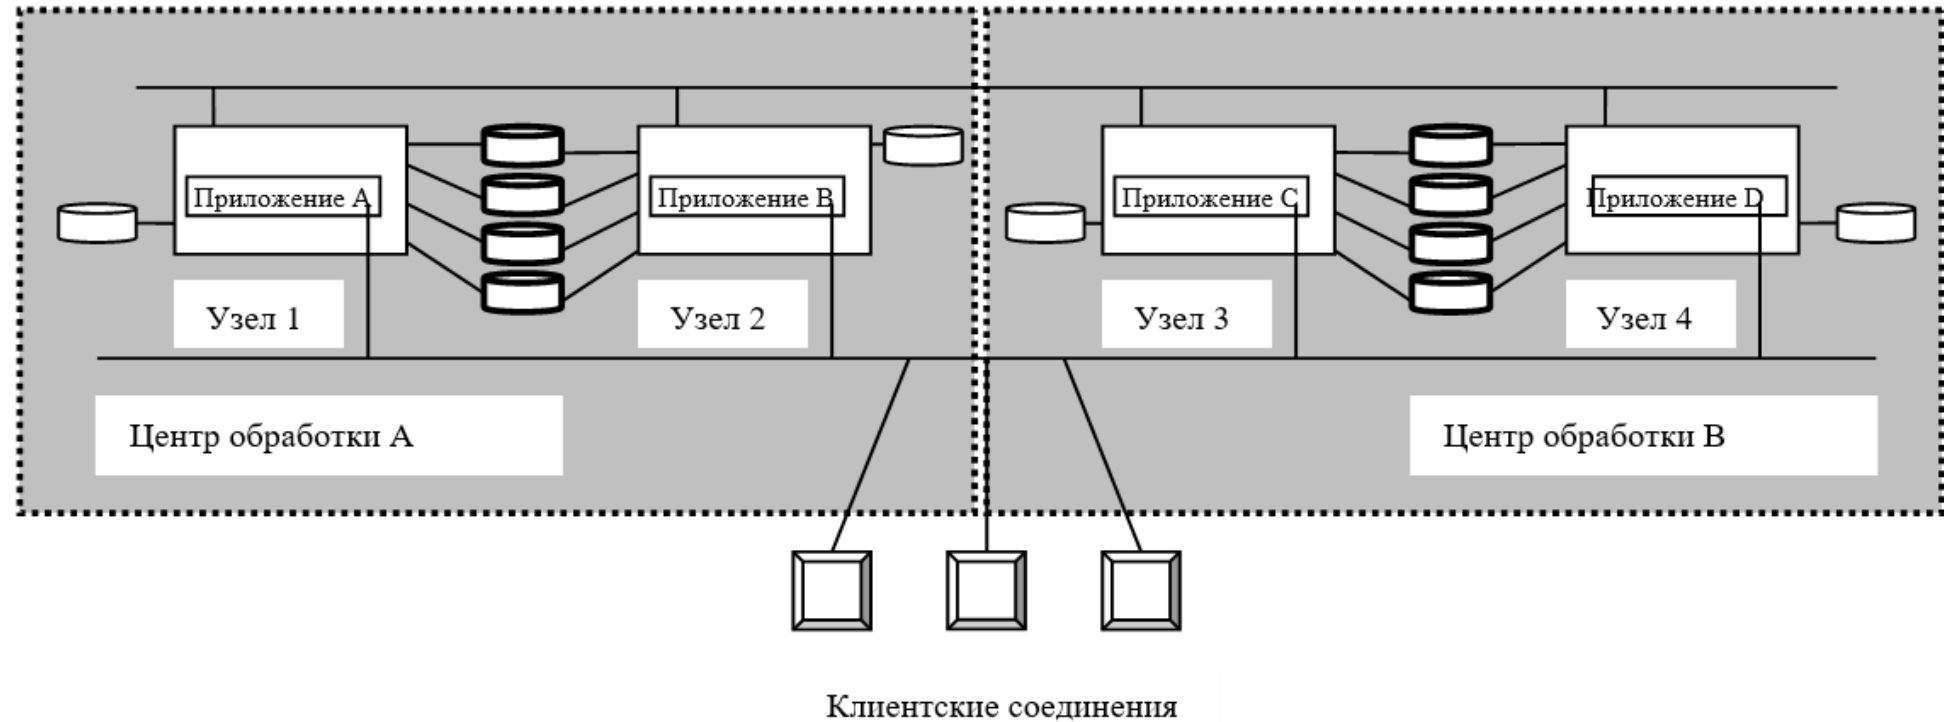 Приложение A
Приложение B
Приложение C
Приложение D
Узел 1
Узел 2
Узел 3
Узел 4
Центр обработки А
Центр обработки В
Клиентские соединения